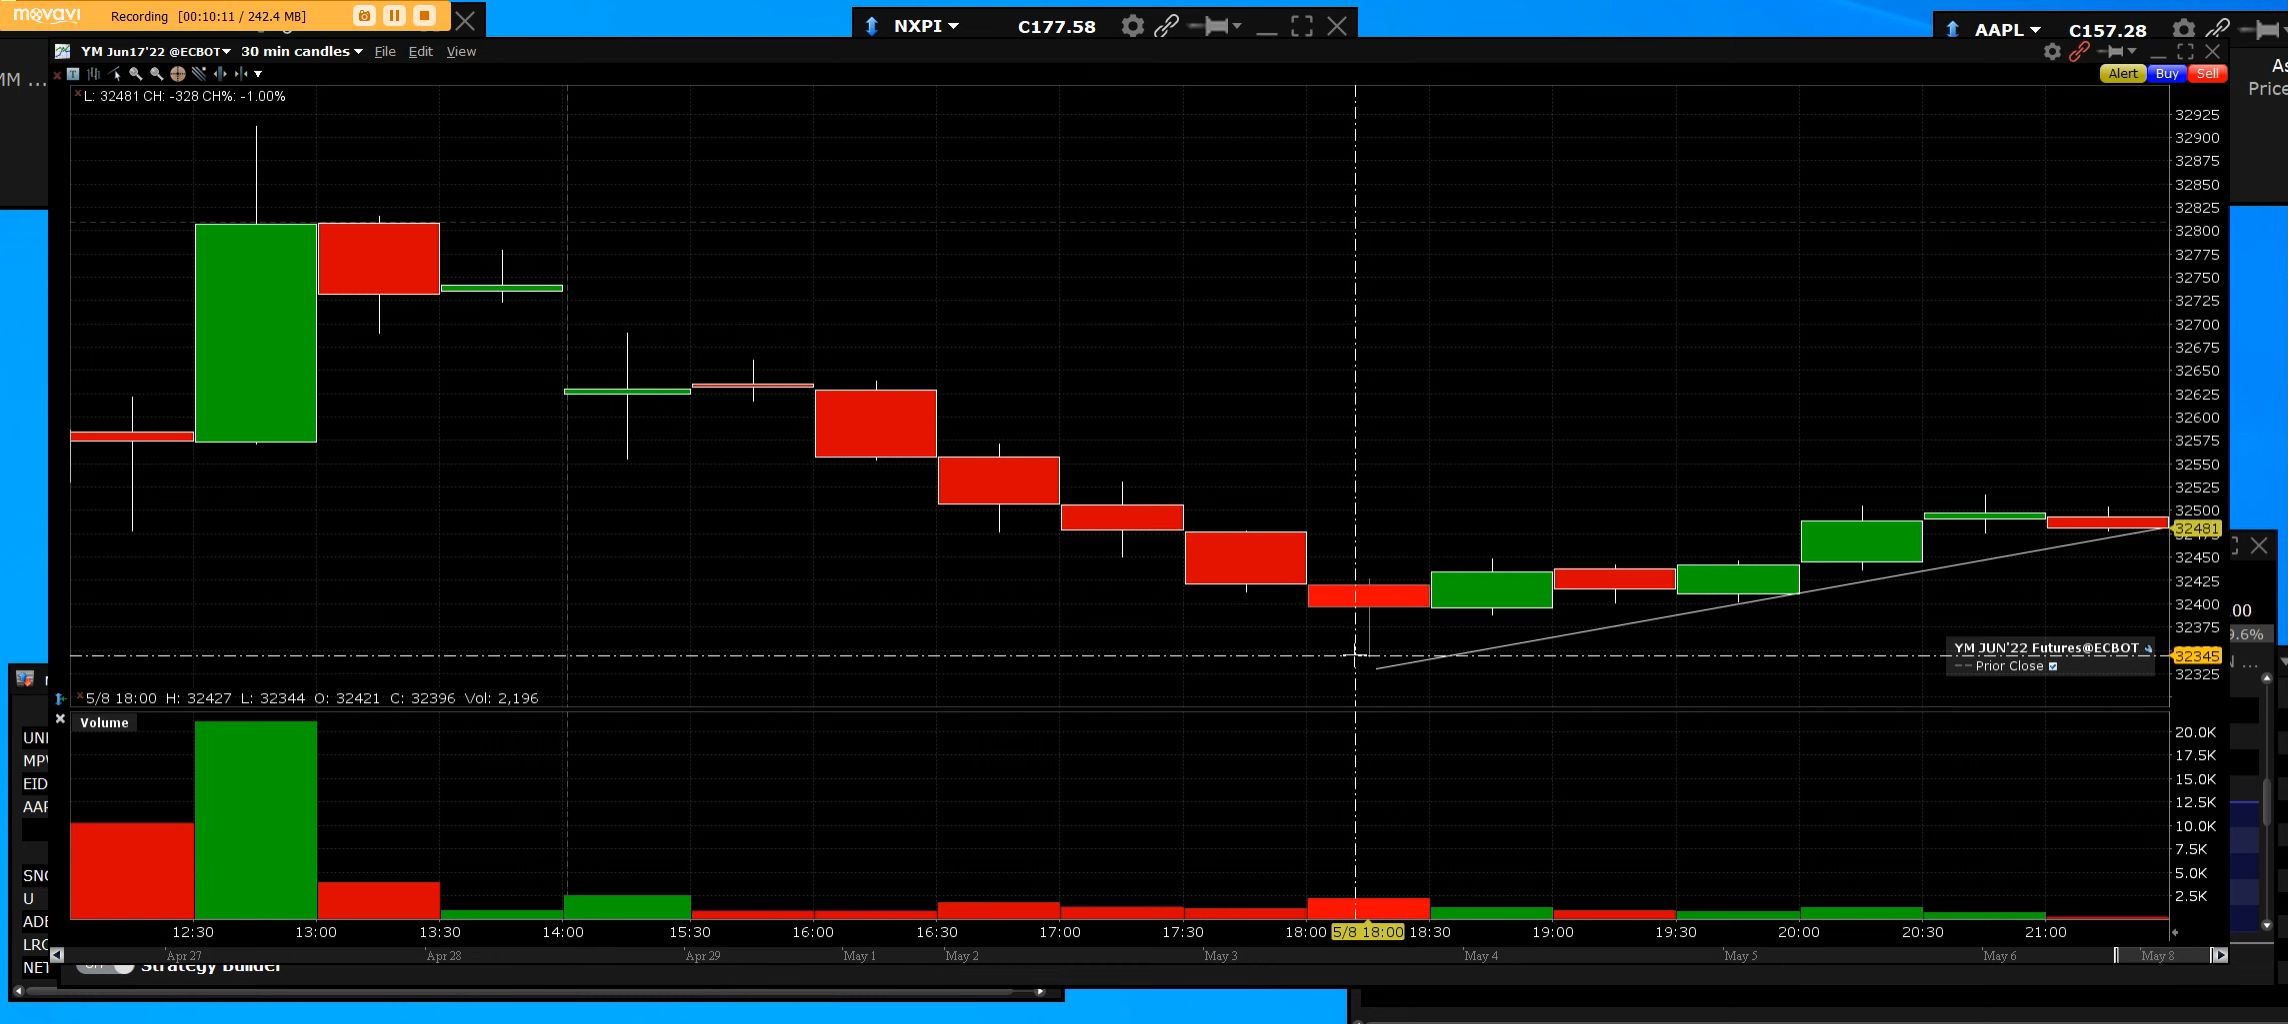 movavi
Recording [00:10:11 / 242.4 MB]
NXPI
C177.58
AAPL
C157.28
YM Jun17'22 @ECBOT
30 min candles
File
Edit
View
MM ...
Price
Alert
Buy
Sell
L: 32481 CH: -328 CH%: -1.00%
32925
32900
32875
32850
32825
32800
32775
32750
32725
32700
32675
32650
32625
32600
32575
32550
32525
32500
32481
32450
32425
32400
32375
32345
32325
YM JUN'22 Futures@ECBOT
Prior Close
00
9.6%
5/8 18:00 H: 32427 L: 32344 O: 32421 C: 32396 Vol: 2,196
Volume
20.0K
17.5K
15.0K
12.5K
10.0K
7.5K
5.0K
2.5K
UNI
MPW
EID
AAP
SNO
U
ADB
LRC
NET
12:30
13:00
13:30
14:00
15:30
16:00
16:30
17:00
17:30
18:00
5/8 18:00
18:30
19:00
19:30
20:00
20:30
21:00
Apr 27
Apr 28
Apr 29
May 1
May 2
May 3
May 4
May 5
May 6
May 8
Strategy Builder